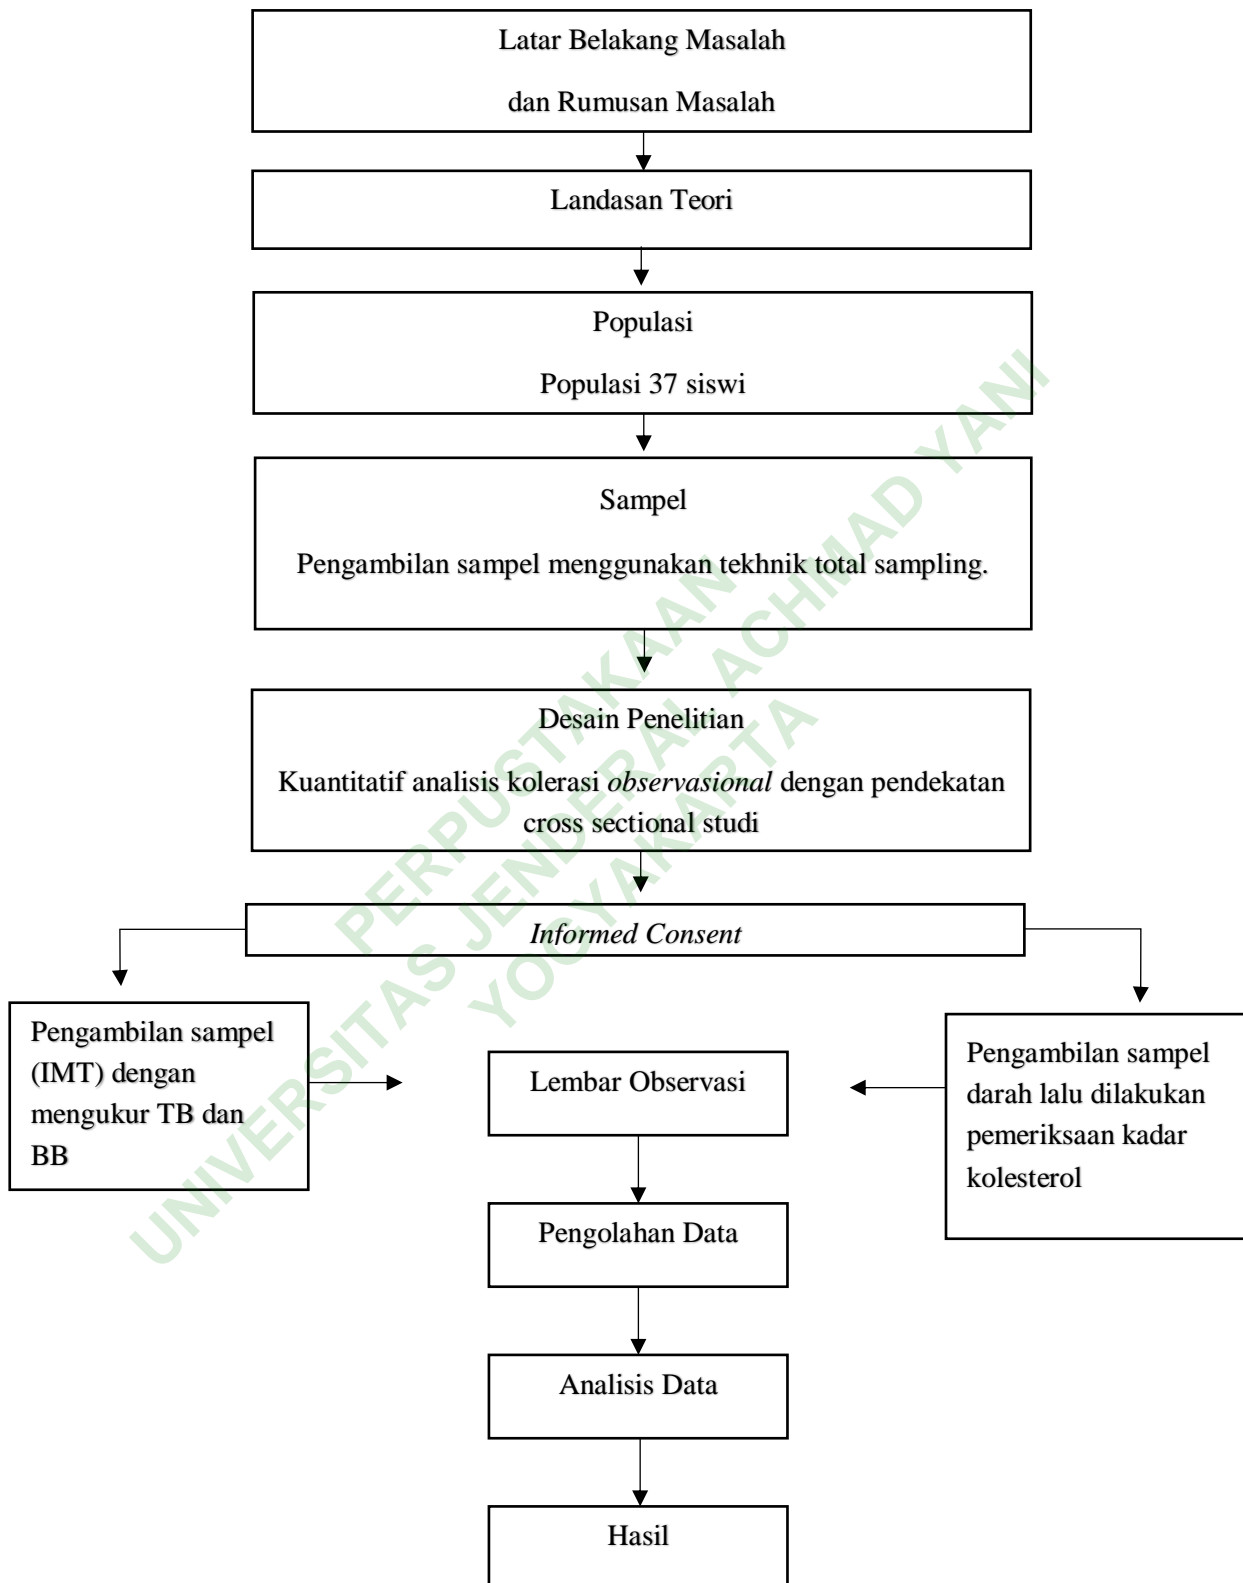 Latar Belakang Masalah
dan Rumusan Masalah
Landasan Teori
Populasi
Populasi 37 siswi
Sampel
Pengambilan sampel menggunakan tekhnik total sampling.
Desain Penelitian
Kuantitatif analisis kolerasi observasional dengan pendekatan
cross sectional studi
Informed Consent
Pengambilan sampel
(IMT) dengan
mengukur TB dan
BB
Lembar Observasi
Pengambilan sampel
darah lalu dilakukan
pemeriksaan kadar
kolesterol
Pengolahan Data
Analisis Data
Hasil
PERPUSTAKAAN
UNIVERSITAS JENDERAL ACHMAD YANI
YOGYAKARTA